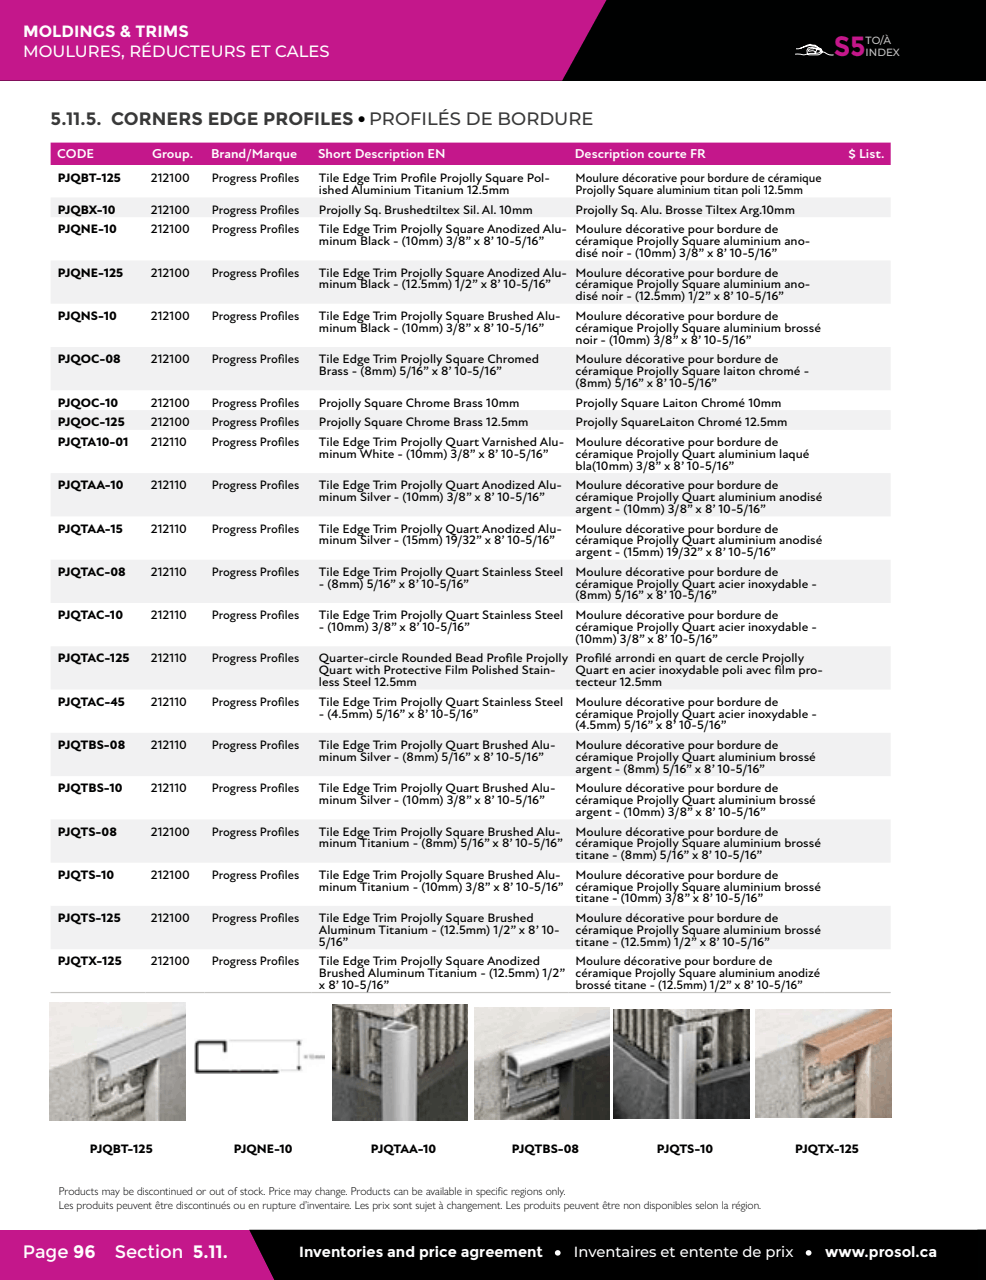 MOLDINGS & TRIMS
MOULURES, RÉDUCTEURS ET CALES
S5 TO/À INDEX
5.11.5. CORNERS EDGE PROFILES • PROFILÉS DE BORDURE
CODE Group. Brand/Marque Short Description EN Description courte FR $ List.
PJQBT-125 212100 Progress Profiles Tile Edge Trim Profile Projolly Square Pol- Moulure décorative pour bordure de céramique
ished Aluminium Titanium 12.5mm Projolly Square aluminium titan poli 12.5mm
PJQBX-10 212100 Progress Profiles Projolly Sq. Brushedtiltex Sil. Al. 10mm Projolly Sq. Alu. Brosse Tiltex Arg.10mm
PJQNE-10 212100 Progress Profiles Tile Edge Trim Projolly Square Anodized Alu- Moulure décorative pour bordure de
minum Black - (10mm) 3/8” x 8’ 10-5/16” céramique Projolly Square aluminium ano-
disé noir - (10mm) 3/8” x 8’ 10-5/16”
PJQNE-125 212100 Progress Profiles Tile Edge Trim Projolly Square Anodized Alu- Moulure décorative pour bordure de
minum Black - (12.5mm) 1/2” x 8’ 10-5/16” céramique Projolly Square aluminium ano-
disé noir - (12.5mm) 1/2” x 8’ 10-5/16”
PJQNS-10 212100 Progress Profiles Tile Edge Trim Projolly Square Brushed Alu- Moulure décorative pour bordure de
minum Black - (10mm) 3/8” x 8’ 10-5/16” céramique Projolly Square aluminium brossé
noir - (10mm) 3/8” x 8’ 10-5/16”
PJQOC-08 212100 Progress Profiles Tile Edge Trim Projolly Square Chromed Moulure décorative pour bordure de
Brass - (8mm) 5/16” x 8’ 10-5/16” céramique Projolly Square laiton chromé -
(8mm) 5/16” x 8’ 10-5/16”
PJQOC-10 212100 Progress Profiles Projolly Square Chrome Brass 10mm Projolly Square Laiton Chromé 10mm
PJQOC-125 212100 Progress Profiles Projolly Square Chrome Brass 12.5mm Projolly SquareLaiton Chromé 12.5mm
PJQTA10-01 212110 Progress Profiles Tile Edge Trim Projolly Quart Varnished Alu- Moulure décorative pour bordure de
minum White - (10mm) 3/8” x 8’ 10-5/16” céramique Projolly Quart aluminium laqué
bla(10mm) 3/8” x 8’ 10-5/16”
PJQTAA-10 212110 Progress Profiles Tile Edge Trim Projolly Quart Anodized Alu- Moulure décorative pour bordure de
minum Silver - (10mm) 3/8” x 8’ 10-5/16” céramique Projolly Quart aluminium anodisé
argent - (10mm) 3/8” x 8’ 10-5/16”
PJQTAA-15 212110 Progress Profiles Tile Edge Trim Projolly Quart Anodized Alu- Moulure décorative pour bordure de
minum Silver - (15mm) 19/32” x 8’ 10-5/16” céramique Projolly Quart aluminium anodisé
argent - (15mm) 19/32” x 8’ 10-5/16”
PJQTAC-08 212110 Progress Profiles Tile Edge Trim Projolly Quart Stainless Steel Moulure décorative pour bordure de
- (8mm) 5/16” x 8’ 10-5/16” céramique Projolly Quart acier inoxydable -
(8mm) 5/16” x 8’ 10-5/16”
PJQTAC-10 212110 Progress Profiles Tile Edge Trim Projolly Quart Stainless Steel Moulure décorative pour bordure de
- (10mm) 3/8” x 8’ 10-5/16” céramique Projolly Quart acier inoxydable -
(10mm) 3/8” x 8’ 10-5/16”
PJQTAC-125 212110 Progress Profiles Quarter-circle Rounded Bead Profile Projolly Profilé arrondi en quart de cercle Projolly
Quart with Protective Film Polished Stain- Quart en acier inoxydable poli avec film pro-
less Steel 12.5mm tecteur 12.5mm
PJQTAC-45 212110 Progress Profiles Tile Edge Trim Projolly Quart Stainless Steel Moulure décorative pour bordure de
- (4.5mm) 5/16” x 8’ 10-5/16” céramique Projolly Quart acier inoxydable -
(4.5mm) 5/16” x 8’ 10-5/16”
PJQTBS-08 212110 Progress Profiles Tile Edge Trim Projolly Quart Brushed Alu- Moulure décorative pour bordure de
minum Silver - (8mm) 5/16” x 8’ 10-5/16” céramique Projolly Quart aluminium brossé
argent - (8mm) 5/16” x 8’ 10-5/16”
PJQTBS-10 212110 Progress Profiles Tile Edge Trim Projolly Quart Brushed Alu- Moulure décorative pour bordure de
minum Silver - (10mm) 3/8” x 8’ 10-5/16” céramique Projolly Quart aluminium brossé
argent - (10mm) 3/8” x 8’ 10-5/16”
PJQTS-08 212100 Progress Profiles Tile Edge Trim Projolly Square Brushed Alu- Moulure décorative pour bordure de
minum Titanium - (8mm) 5/16” x 8’ 10-5/16” céramique Projolly Square aluminium brossé
titane - (8mm) 5/16” x 8’ 10-5/16”
PJQTS-10 212100 Progress Profiles Tile Edge Trim Projolly Square Brushed Alu- Moulure décorative pour bordure de
minum Titanium - (10mm) 3/8” x 8’ 10-5/16” céramique Projolly Square aluminium brossé
titane - (10mm) 3/8” x 8’ 10-5/16”
PJQTS-125 212100 Progress Profiles Tile Edge Trim Projolly Square Brushed Moulure décorative pour bordure de
Aluminum Titanium - (12.5mm) 1/2” x 8’ 10- céramique Projolly Square aluminium brossé
5/16” titane - (12.5mm) 1/2” x 8’ 10-5/16”
PJQTX-125 212100 Progress Profiles Tile Edge Trim Projolly Square Anodized Moulure décorative pour bordure de
Brushed Aluminum Titanium - (12.5mm) 1/2” céramique Projolly Square aluminium anodizé
x 8’ 10-5/16” brossé titane - (12.5mm) 1/2” x 8’ 10-5/16”
PJQBT-125 PJQNE-10 PJQTAA-10 PJQTBS-08 PJQTS-10 PJQTX-125
Products may be discontinued or out of stock. Price may change. Products can be available in specific regions only.
Les produits peuvent être discontinués ou en rupture d’inventaire. Les prix sont sujet à changement. Les produits peuvent être non disponibles selon la région.
Page 96 Section 5.11. Inventories and price agreement • Inventaires et entente de prix • www.prosol.ca